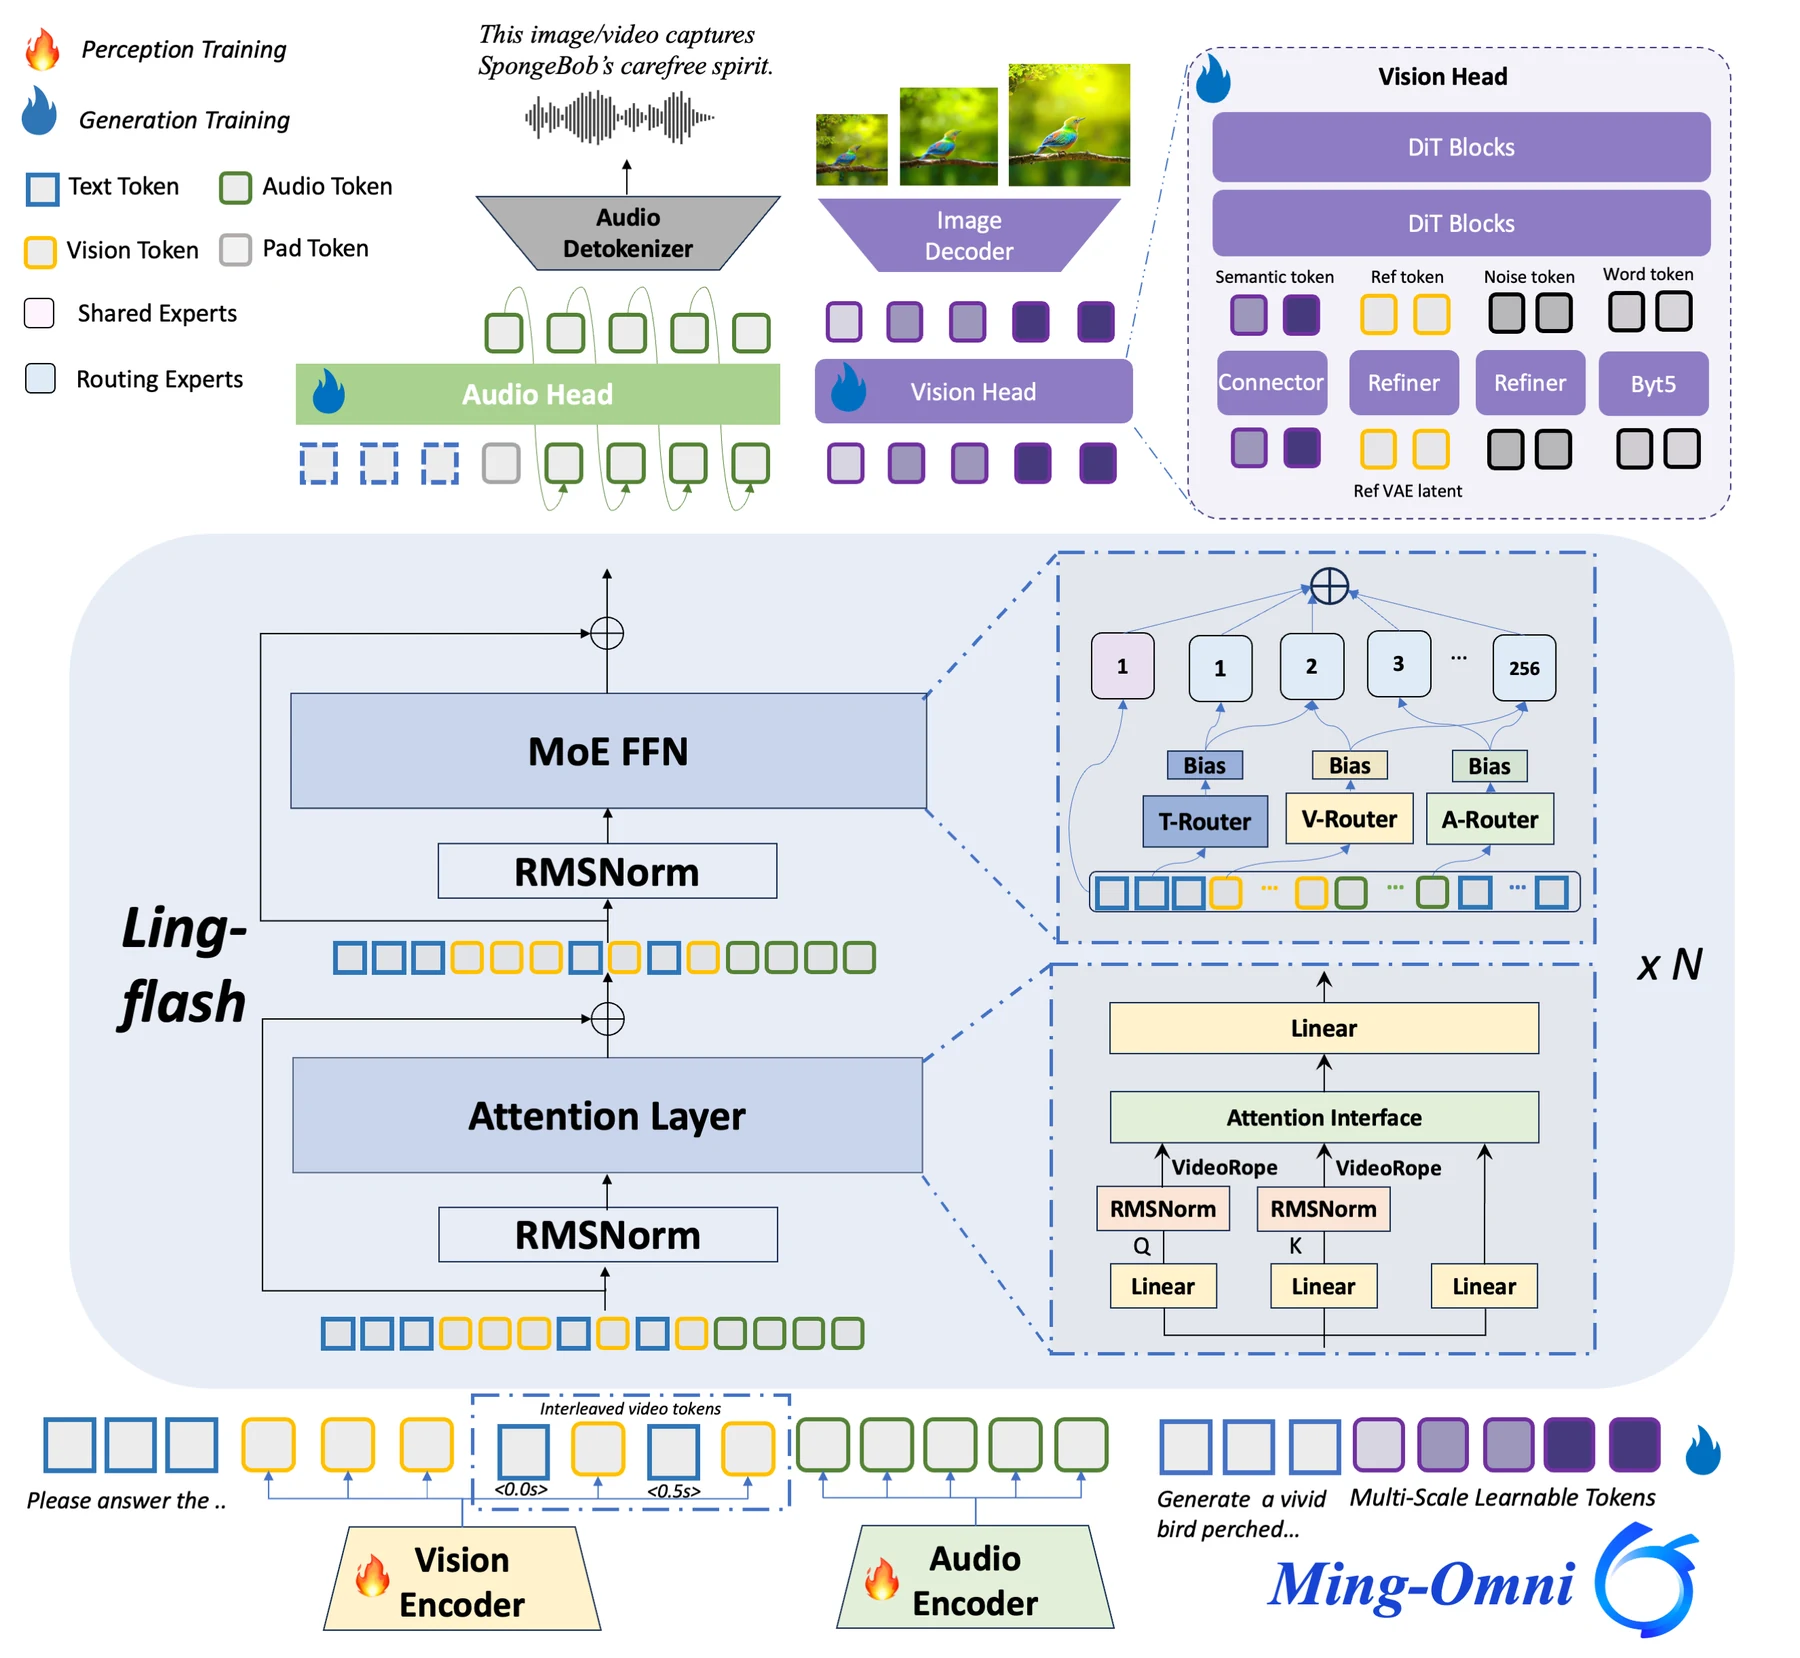 Perception Training
Generation Training
Text Token
Audio Token
Vision Token
Pad Token
Shared Experts
Routing Experts
This image/video captures
SpongeBob's carefree spirit.
Audio
Detokenizer
Image
Decoder
Audio Head
Vision Head
Vision Head
DiT Blocks
DiT Blocks
Semantic token
Ref token
Noise token
Word token
Connector
Refiner
Refiner
Byt5
Ref VAE latent
Ling-
flash
MoE FFN
RMSNorm
Attention Layer
RMSNorm
1
1
2
3
...
256
Bias
Bias
Bias
T-Router
V-Router
A-Router
...
...
...
x N
Linear
Attention Interface
VideoRope
VideoRope
RMSNorm
RMSNorm
Q
K
Linear
Linear
Linear
Interleaved video tokens
<0.0s>
<0.5s>
Please answer the ..
Vision
Encoder
Audio
Encoder
Generate a vivid
bird perched...
Multi-Scale Learnable Tokens
Ming-Omni